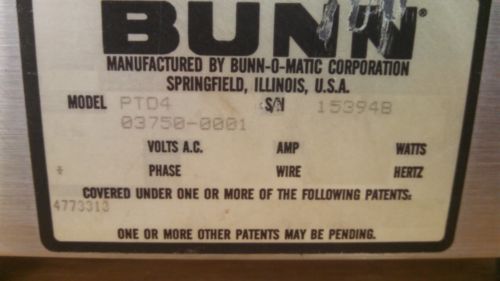 BUNN®
MANUFACTURED BY BUNN-O-MATIC CORPORATION
SPRINGFIELD, ILLINOIS, U.S.A.
MODEL PTD4 S/N 153948
03750-0001
VOLTS A.C. AMP WATTS
* PHASE WIRE HERTZ
COVERED UNDER ONE OR MORE OF THE FOLLOWING PATENTS:
4773313
ONE OR MORE OTHER PATENTS MAY BE PENDING.